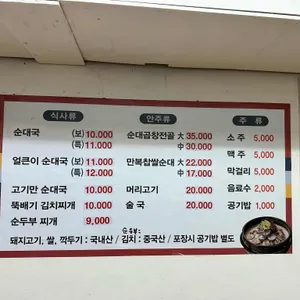 식사류
순대국 (보) 10.000
(특) 11.000
얼큰이 순대국 (보) 11.000
(특) 12.000
고기만 순대국 10.000
뚝배기 김치찌개 10.000
순두부 찌개 9,000
안주류
순대곱창전골 大 35.000
中 30.000
만복찹쌀순대 大 22.000
中 17.000
머리고기 20.000
술 국 20,000
주 류
소 주 5,000
맥 주 5,000
막걸리 5,000
음료수 2,000
공기밥 1,000
돼지고기, 쌀, 깍두기 : 국내산 / 김치 : 중국산 / 포장시 공기밥 별도